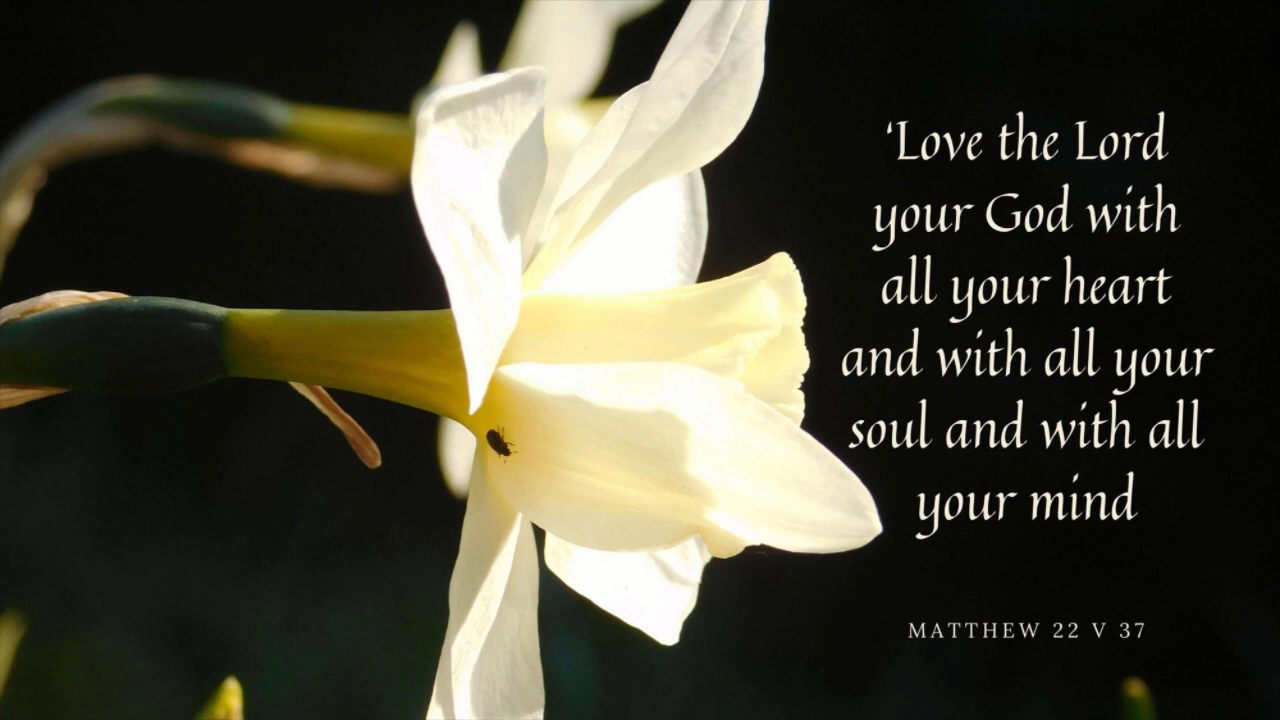 ‘Love the Lord
your God with
all your heart
and with all your
soul and with all
your mind
MATTHEW 22 V 37